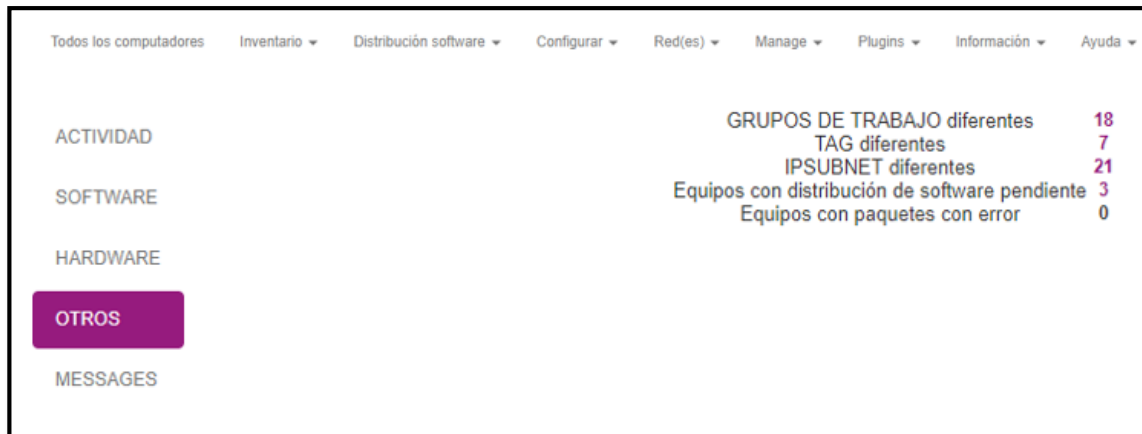 Todos los computadores Inventario Distribución software Configurar Red(es) Manage Plugins Información Ayuda
ACTIVIDAD
SOFTWARE
HARDWARE
OTROS
MESSAGES
GRUPOS DE TRABAJO diferentes 18
TAG diferentes 7
IPSUBNET diferentes 21
Equipos con distribución de software pendiente 3
Equipos con paquetes con error 0